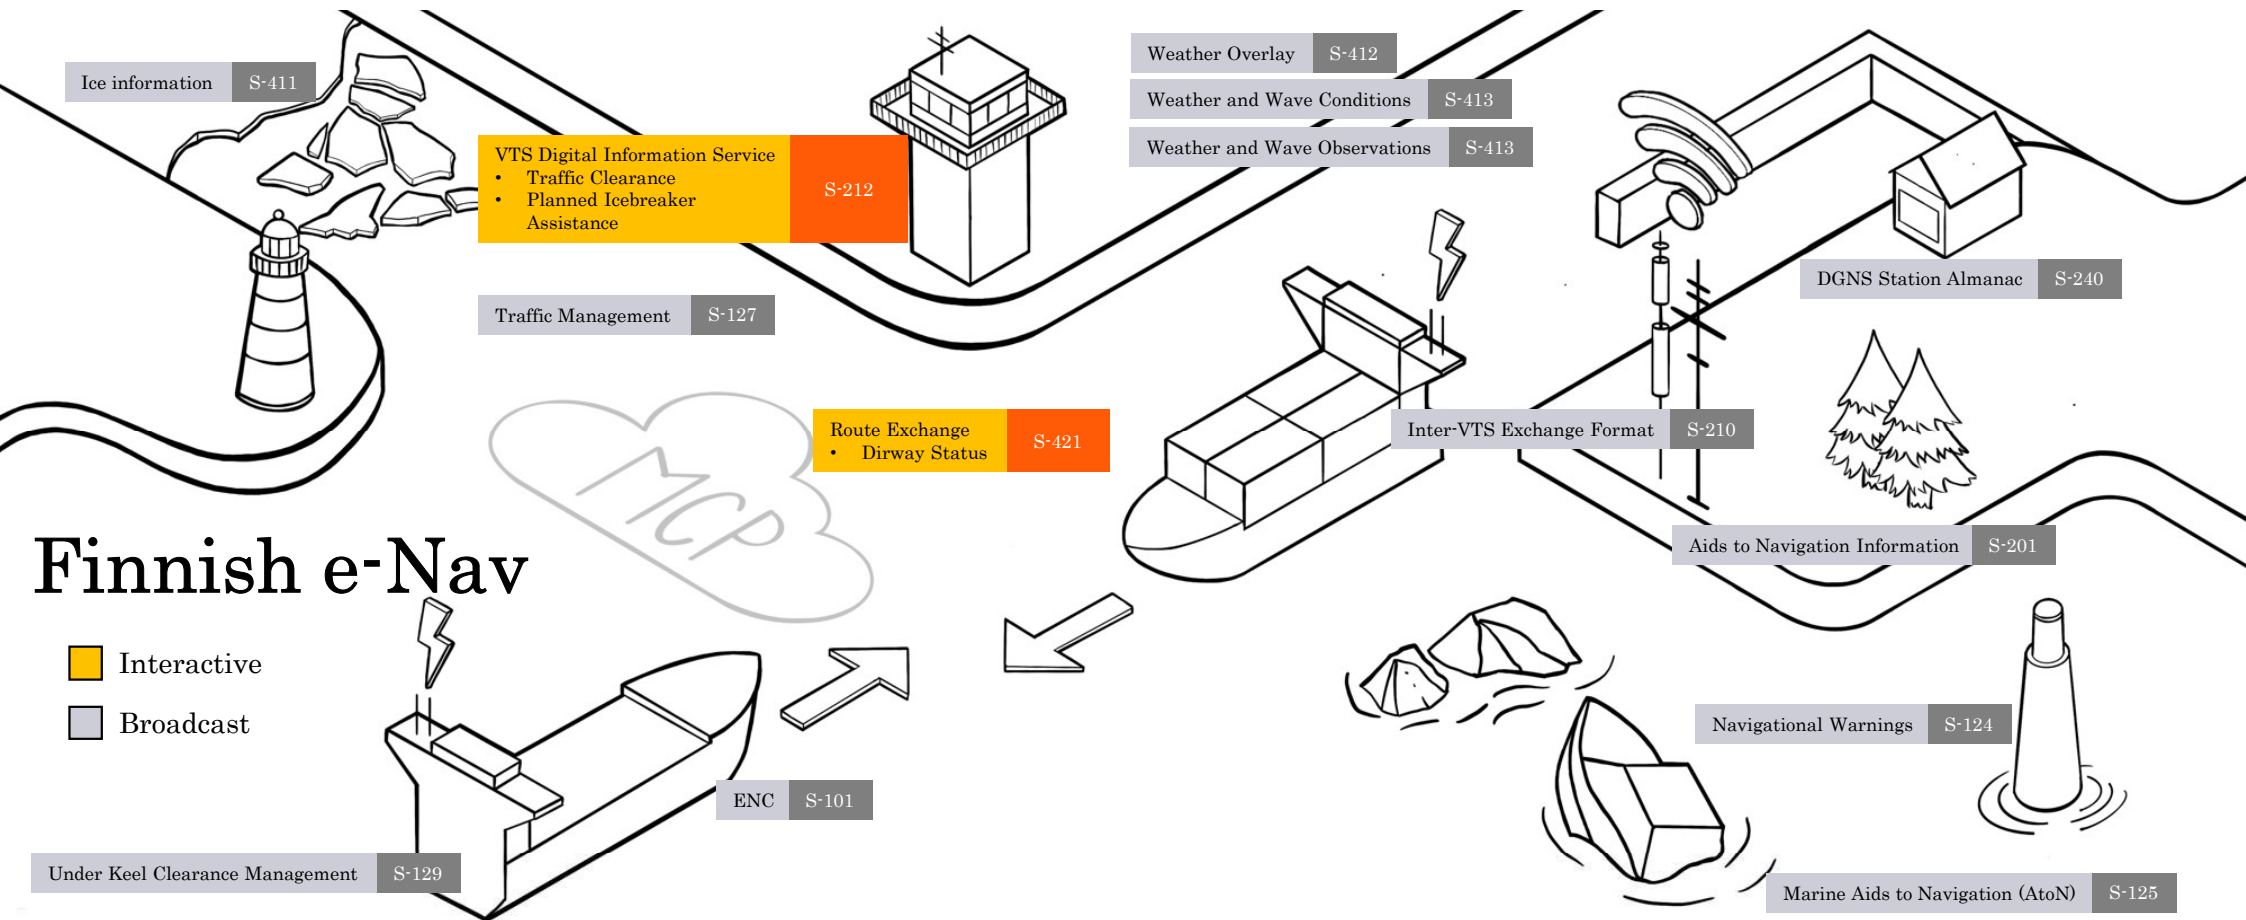 Ice information S-411
Weather Overlay S-412
Weather and Wave Conditions S-413
Weather and Wave Observations S-413
VTS Digital Information Service
• Traffic Clearance
• Planned Icebreaker
Assistance
S-212
DGNS Station Almanac S-240
Traffic Management S-127
Route Exchange
• Dirway Status
S-421
Inter-VTS Exchange Format S-210
MCP
Aids to Navigation Information S-201
Finnish e-Nav
Interactive
Broadcast
Navigational Warnings S-124
ENC S-101
Under Keel Clearance Management S-129
Marine Aids to Navigation (AtoN) S-125